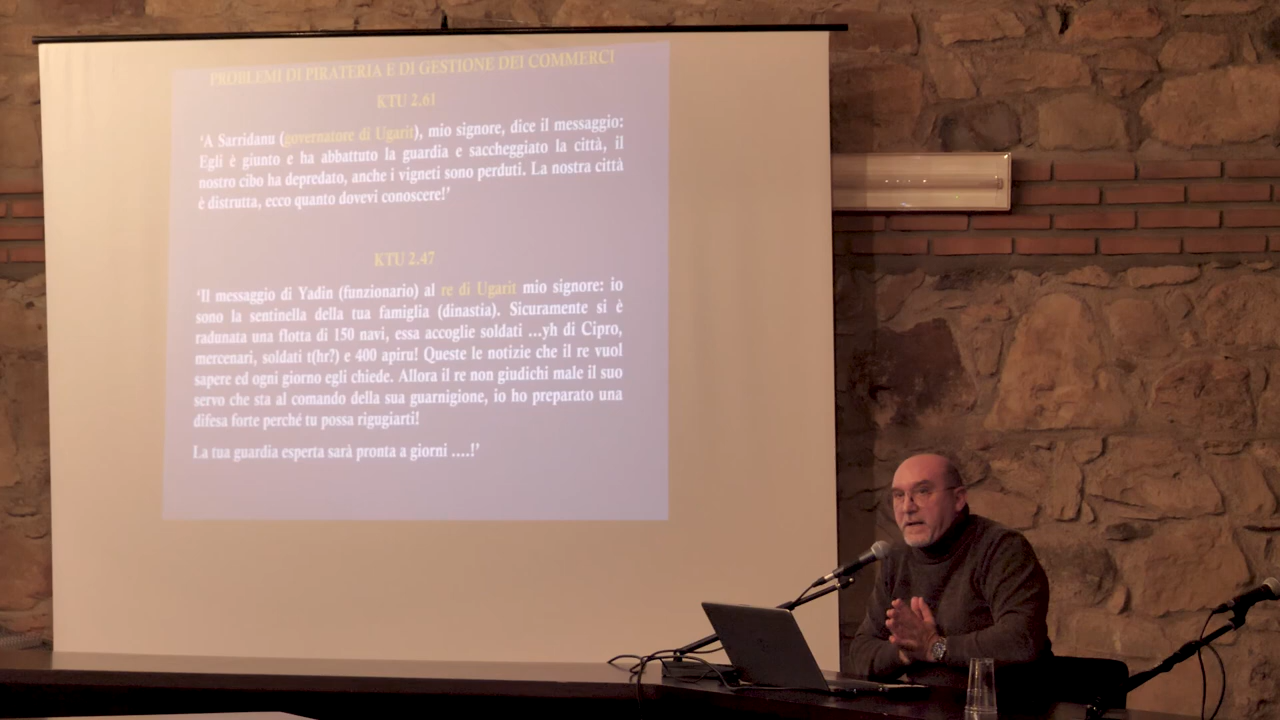 PROBLEMI DI PIRATERIA E DI GESTIONE DEI COMMERCI
KTU 2.61
‘A Sarridanu (governatore di Ugarit), mio signore, dice il messaggio:
Egli è giunto e ha abbattuto la guardia e saccheggiato la città, il
nostro cibo ha depredato, anche i vigneti sono perduti. La nostra città
è distrutta, ecco quanto dovevi conoscere!’
KTU 2.47
‘Il messaggio di Yadin (funzionario) al re di Ugarit mio signore: io
sono la sentinella della tua famiglia (dinastia). Sicuramente si è
radunata una flotta di 150 navi, essa accoglie soldati ...yh di Cipro,
mercenari, soldati t(hr?) e 400 apiru! Queste le notizie che il re vuol
sapere ed ogni giorno egli chiede. Allora il re non giudichi male il suo
servo che sta al comando della sua guarnigione, io ho preparato una
difesa forte perché tu possa rigugiarti!
La tua guardia esperta sarà pronta a giorni ....!’